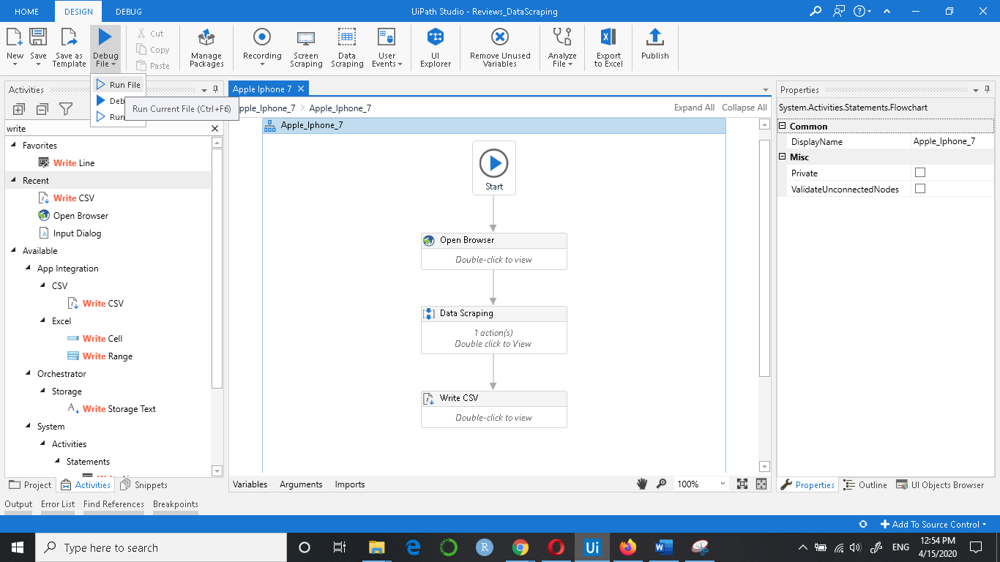 HOME DESIGN DEBUG UiPath Studio - Reviews_DataScraping
New Save Save as Template Debug File Cut Copy Paste Manage Packages Recording Screen Scraping Data Scraping User Events UI Explorer Remove Unused Variables Analyze File Export to Excel Publish
Run File
Run
Run Current File (Ctrl+F6)
Activities
write
Favorites
Write Line
Recent
Write CSV
Open Browser
Input Dialog
Available
App Integration
CSV
Write CSV
Excel
Write Cell
Write Range
Orchestrator
Storage
Write Storage Text
System
Activities
Statements
Project Activities Snippets
Apple Iphone 7
Apple_Iphone_7 Expand All Collapse All
Apple_Iphone_7
Start
Open Browser
Double-click to view
Data Scraping
1 action(s)
Double click to View
Write CSV
Double-click to view
Variables Arguments Imports 100%
Properties
System.Activities.Statements.Flowchart
Common
DisplayName Apple_Iphone_7
Misc
Private
ValidateUnconnectedNodes
Properties Outline UI Objects Browser
Output Error List Find References Breakpoints
Add To Source Control
Type here to search
ENG
12:54 PM
4/15/2020